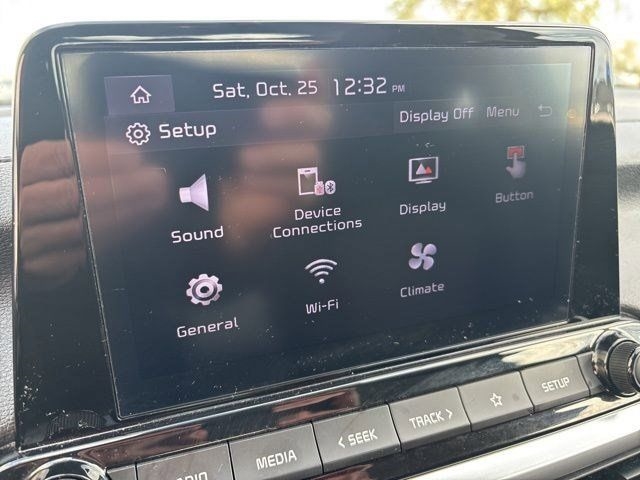 Sat, Oct. 25 12:32 PM
Setup Display Off Menu
Sound
Device
Connections
Display
Button
General
Wi-Fi
Climate
MEDIA
< SEEK
TRACK >
SETUP